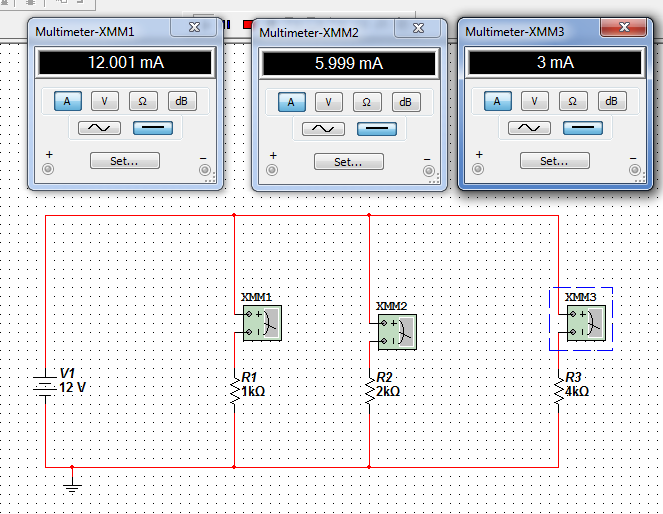 Multimeter-XMM1
12.001 mA
A V Ω dB
+ Set... −
Multimeter-XMM2
5.999 mA
A V Ω dB
+ Set... −
Multimeter-XMM3
3 mA
A V Ω dB
+ Set... −
XMM1
XMM2
XMM3
V1
12 V
R1
1kΩ
R2
2kΩ
R3
4kΩ